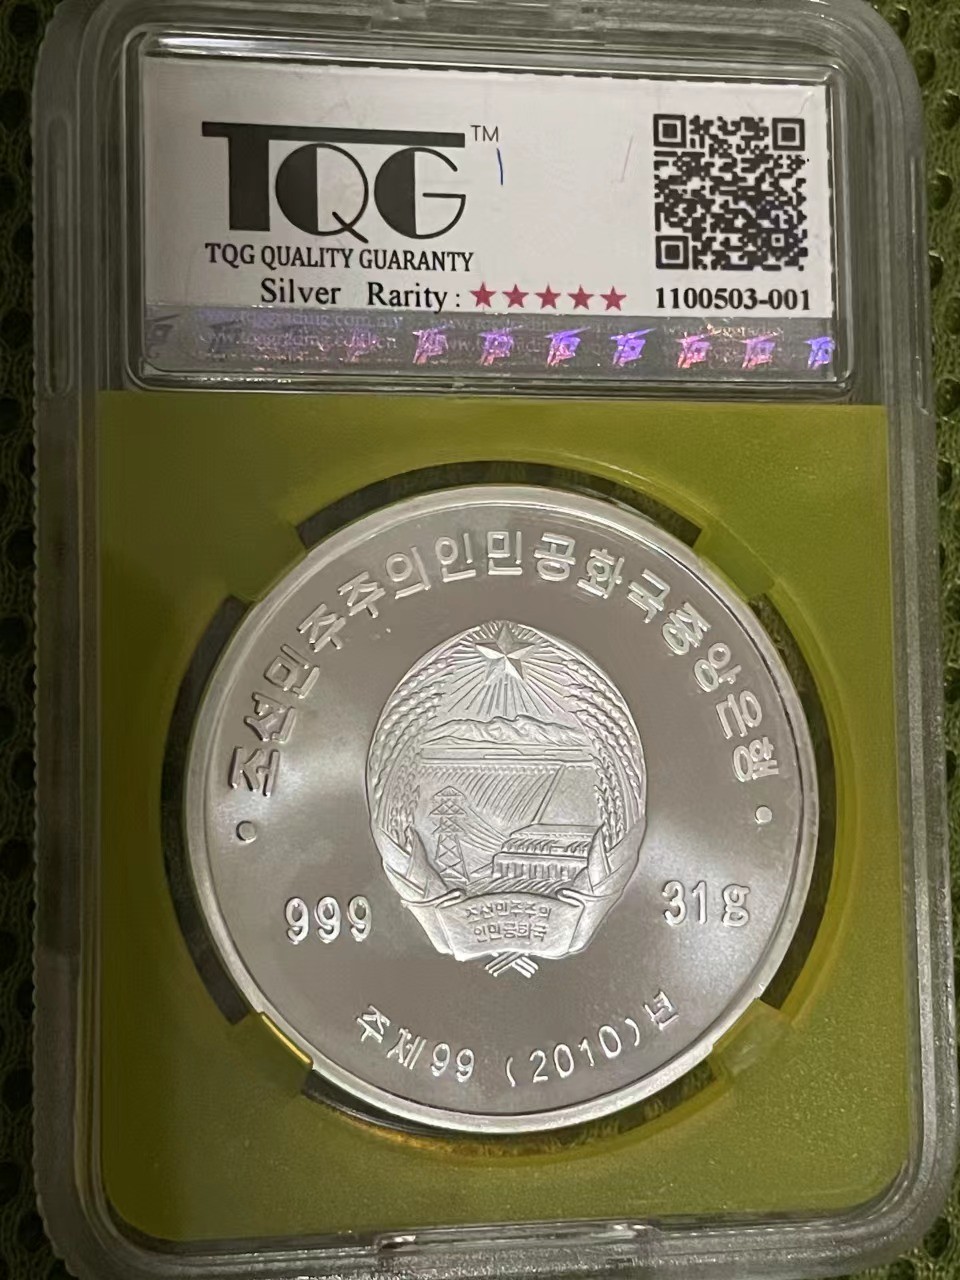 TQG™
TQG QUALITY GUARANTY
Silver Rarity : ★★★★★
1100503-001
조선민주주의인민공화국중앙은행
조선민주주의
인민공화국
999
31g
주체99 (2010)년